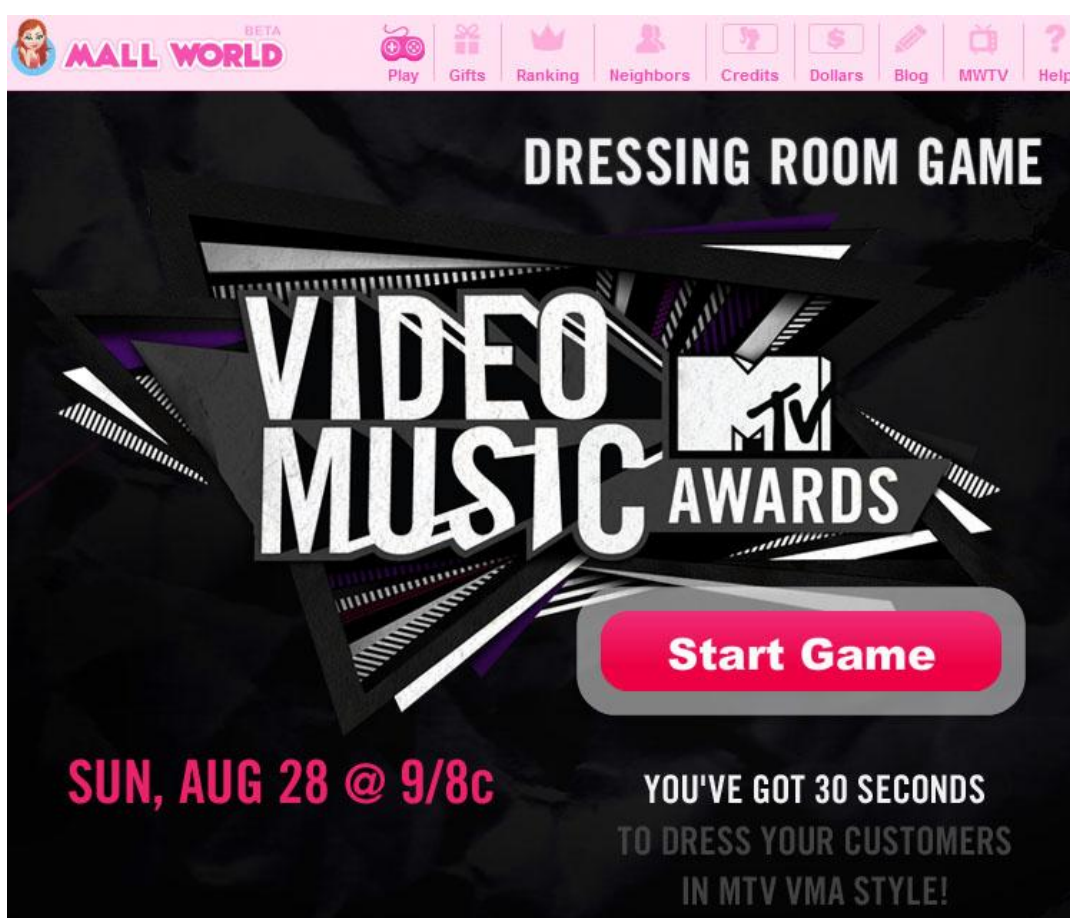 BETA
MALL WORLD
Play Gifts Ranking Neighbors Credits Dollars Blog MWTV Help
DRESSING ROOM GAME
VIDEO
MUSIC
MTV
AWARDS
Start Game
SUN, AUG 28 @ 9/8c
YOU'VE GOT 30 SECONDS
TO DRESS YOUR CUSTOMERS
IN MTV VMA STYLE!